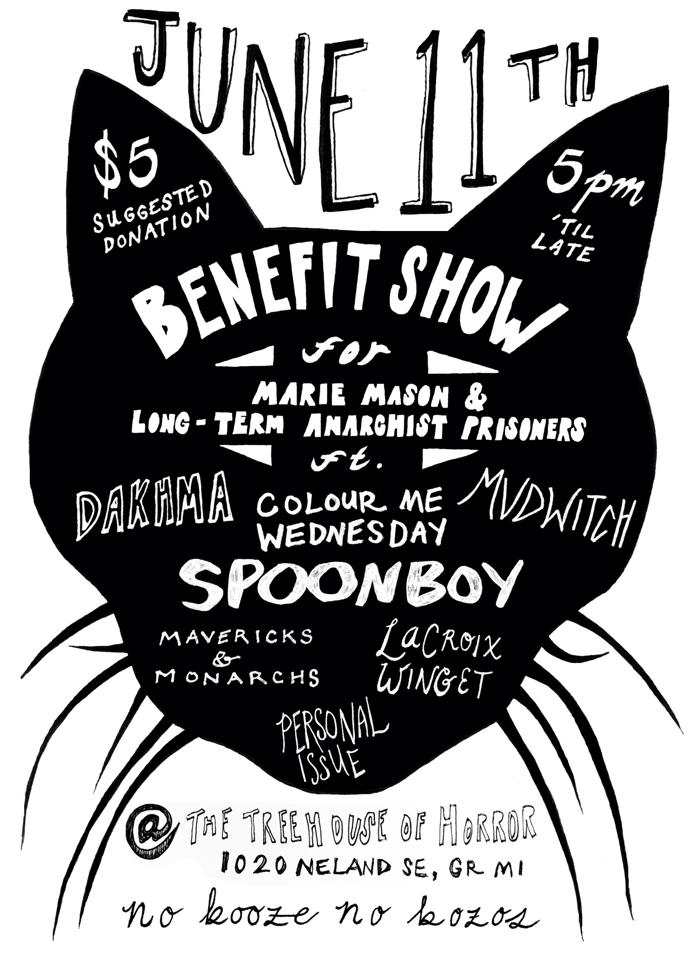 JUNE 11TH
$5
SUGGESTED
DONATION
5pm
'TIL
LATE
BENEFIT SHOW
for
MARIE MASON &
LONG-TERM ANARCHIST PRISONERS
ft.
DAKHMA
COLOUR ME
WEDNESDAY
MUDWITCH
SPOONBOY
MAVERICKS
&
MONARCHS
LaCROIX
WINGET
PERSONAL
ISSUE
@ THE TREEHOUSE OF HORROR
1020 NELAND SE, GR MI
no booze no bozos